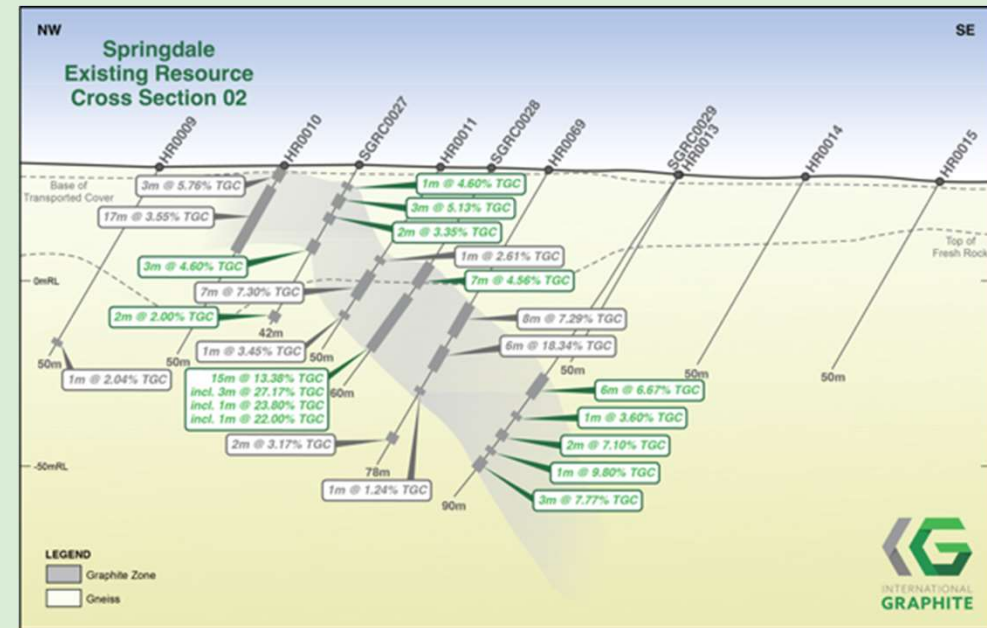 NW
SE
Springdale
Existing Resource
Cross Section 02
HR0009
HR0010
SGRC0027
HR0011
SGRC0028
HR0069
SGRC0029
HR0013
HR0014
HR0015
Base of
Transported Cover
3m @ 5.76% TGC
1m @ 4.60% TGC
17m @ 3.55% TGC
3m @ 5.13% TGC
2m @ 3.35% TGC
Top of
Fresh Rock
1m @ 2.61% TGC
3m @ 4.60% TGC
0mRL
7m @ 4.56% TGC
7m @ 7.30% TGC
2m @ 2.00% TGC
8m @ 7.29% TGC
42m
1m @ 3.45% TGC
6m @ 18.34% TGC
50m
50m
50m
50m
50m
50m
1m @ 2.04% TGC
15m @ 13.38% TGC
incl. 3m @ 27.17% TGC
incl. 1m @ 23.80% TGC
incl. 1m @ 22.00% TGC
60m
6m @ 6.67% TGC
1m @ 3.60% TGC
2m @ 3.17% TGC
2m @ 7.10% TGC
-50mRL
78m
1m @ 9.80% TGC
1m @ 1.24% TGC
3m @ 7.77% TGC
90m
LEGEND
Graphite Zone
Gneiss
INTERNATIONAL
GRAPHITE